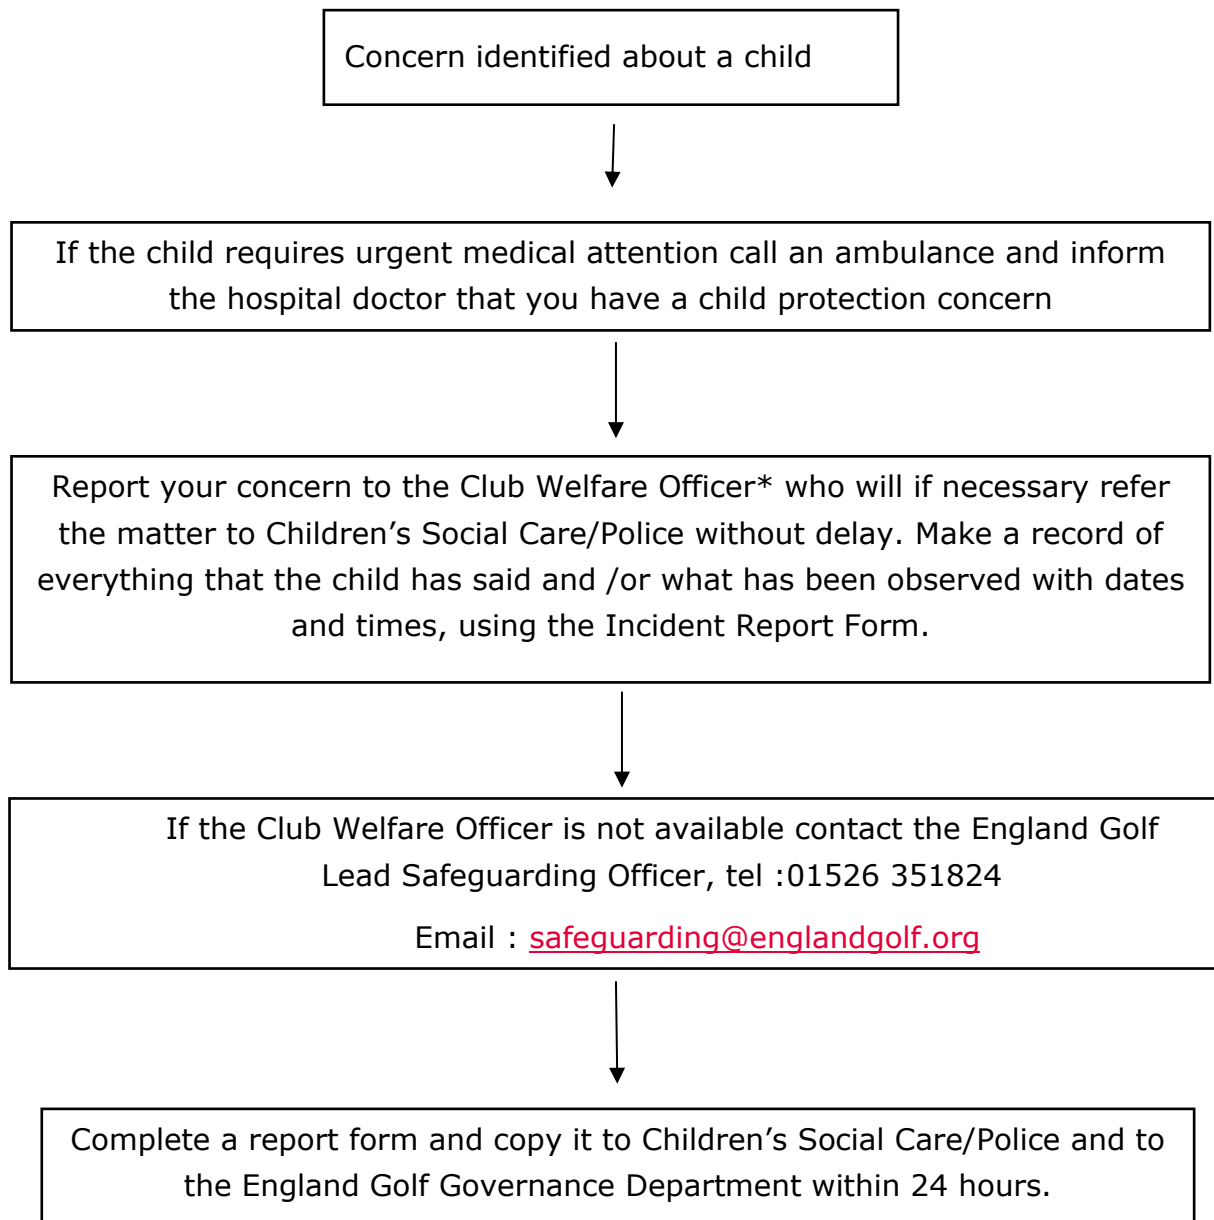 Concern identified about a child
If the child requires urgent medical attention call an ambulance and inform
the hospital doctor that you have a child protection concern
Report your concern to the Club Welfare Officer* who will if necessary refer
the matter to Children’s Social Care/Police without delay. Make a record of
everything that the child has said and /or what has been observed with dates
and times, using the Incident Report Form.
If the Club Welfare Officer is not available contact the England Golf
Lead Safeguarding Officer, tel :01526 351824
Email : safeguarding@englandgolf.org
Complete a report form and copy it to Children’s Social Care/Police and to
the England Golf Governance Department within 24 hours.